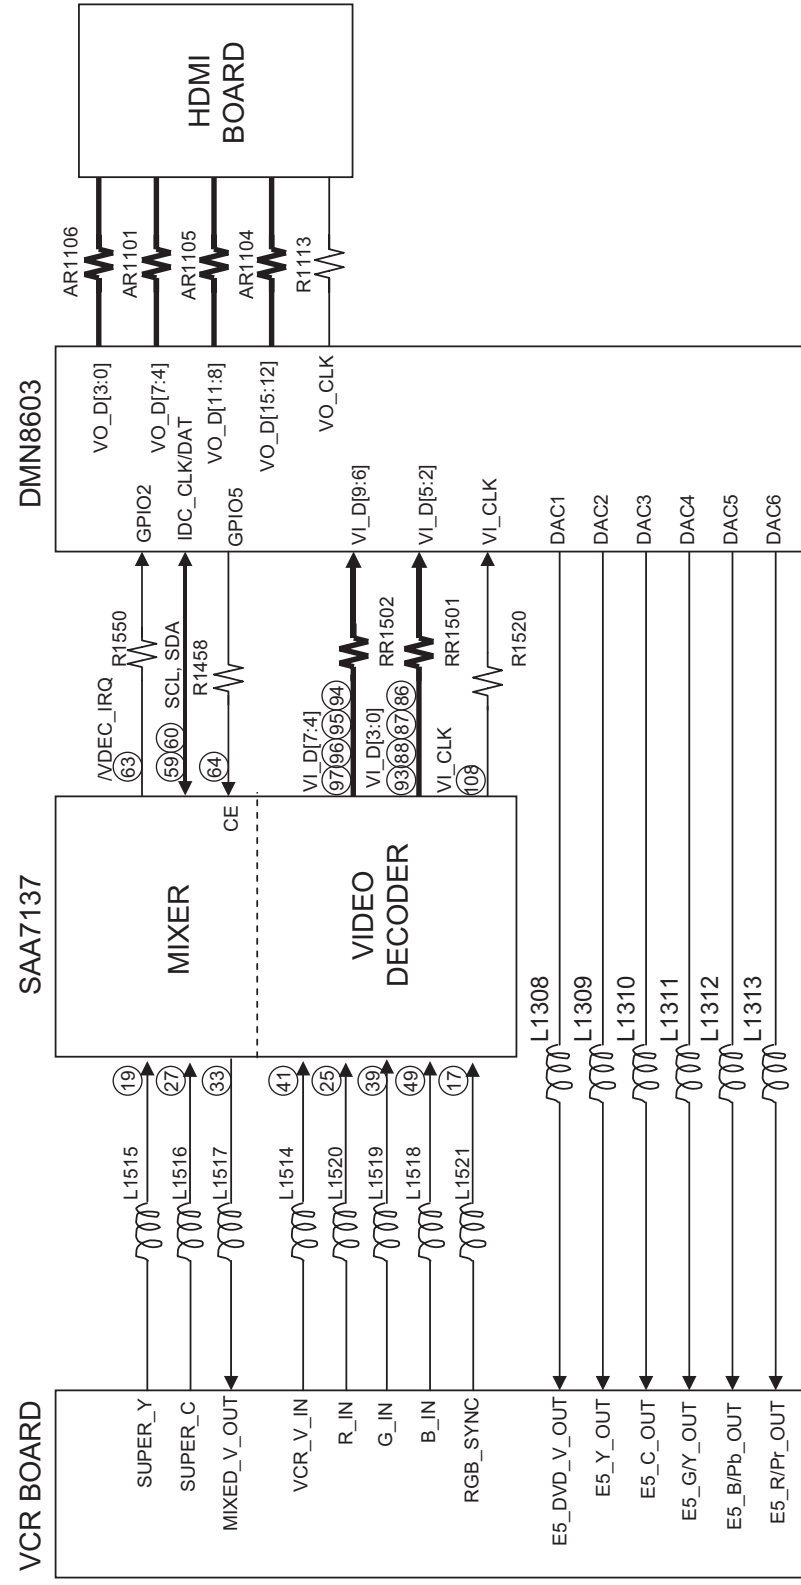 VCR BOARD
SAA7137
DMN8603
HDMI
BOARD
SUPER_Y
SUPER_C
MIXED_V_OUT
VCR_V_IN
R_IN
G_IN
B_IN
RGB_SYNC
E5_DVD_V_OUT
E5_Y_OUT
E5_C_OUT
E5_G/Y_OUT
E5_B/Pb_OUT
E5_R/Pr_OUT
L1515
L1516
L1517
L1514
L1520
L1519
L1518
L1521
19
27
33
41
25
39
49
17
MIXER
CE
VIDEO
DECODER
/VDEC_IRQ
63
R1550
59 60
SCL, SDA
64
R1458
VI_D[7:4]
97 96 95 94
RR1502
VI_D[3:0]
93 88 87 86
RR1501
VI_CLK
108
R1520
L1308
L1309
L1310
L1311
L1312
L1313
GPIO2
IDC_CLK/DAT
GPIO5
VI_D[9:6]
VI_D[5:2]
VI_CLK
DAC1
DAC2
DAC3
DAC4
DAC5
DAC6
VO_D[3:0]
VO_D[7:4]
VO_D[11:8]
VO_D[15:12]
VO_CLK
AR1106
AR1101
AR1105
AR1104
R1113